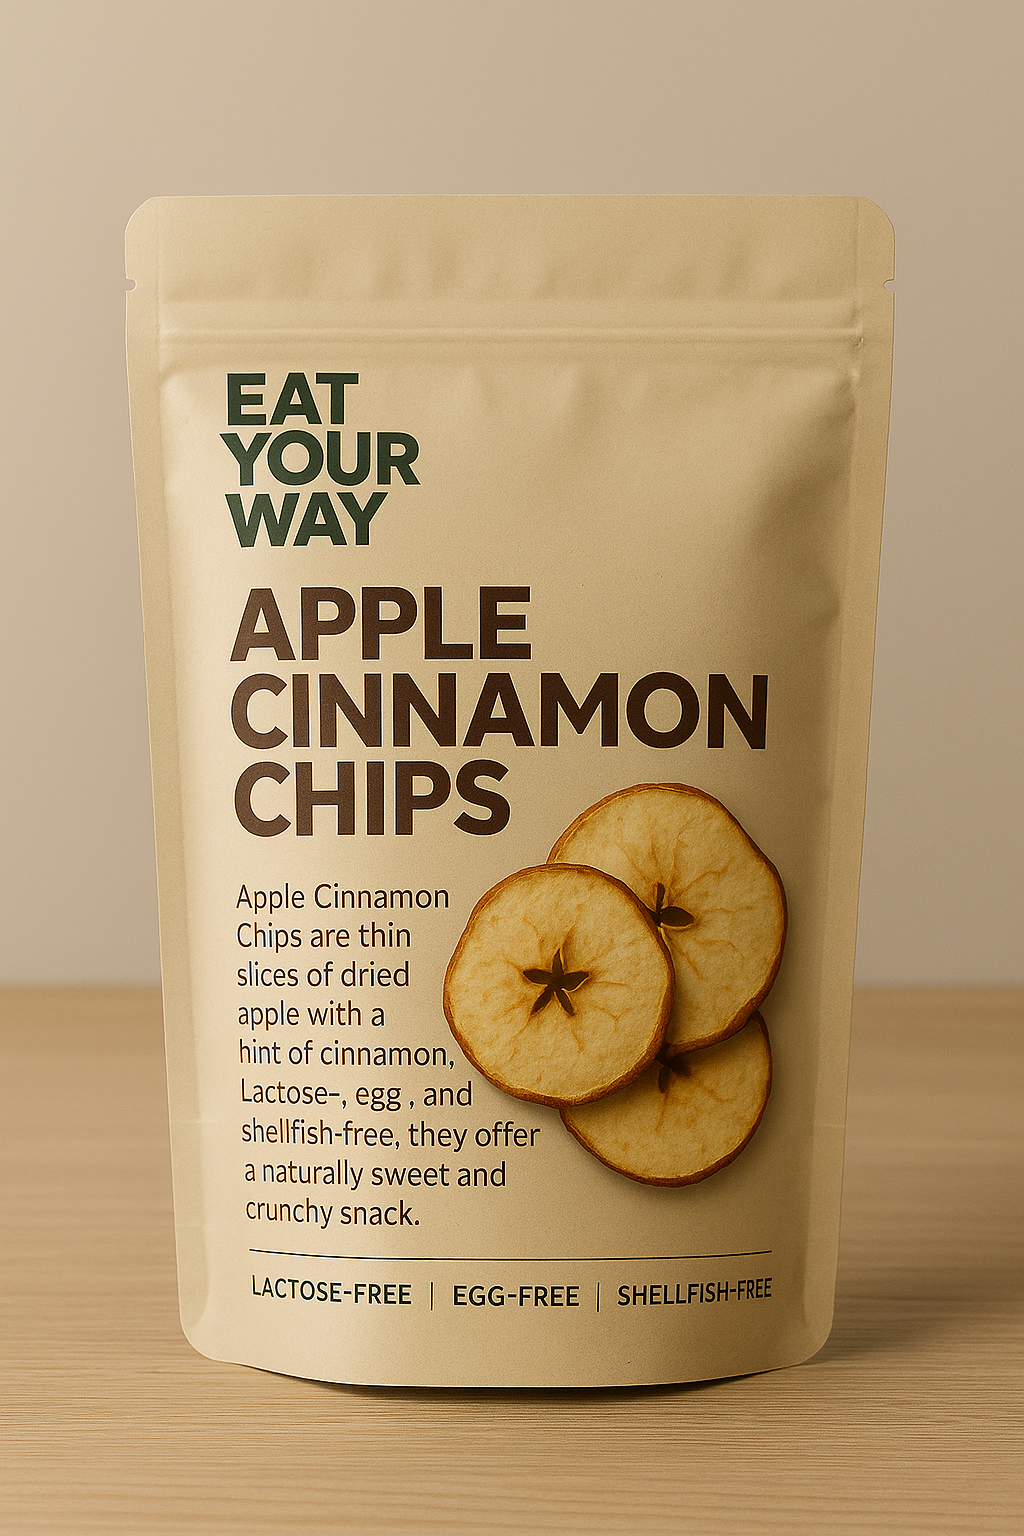 EAT
YOUR
WAY
APPLE
CINNAMON
CHIPS
Apple Cinnamon
Chips are thin
slices of dried
apple with a
hint of cinnamon,
Lactose-, egg , and
shellfish-free, they offer
a naturally sweet and
crunchy snack.
LACTOSE-FREE | EGG-FREE | SHELLFISH-FREE